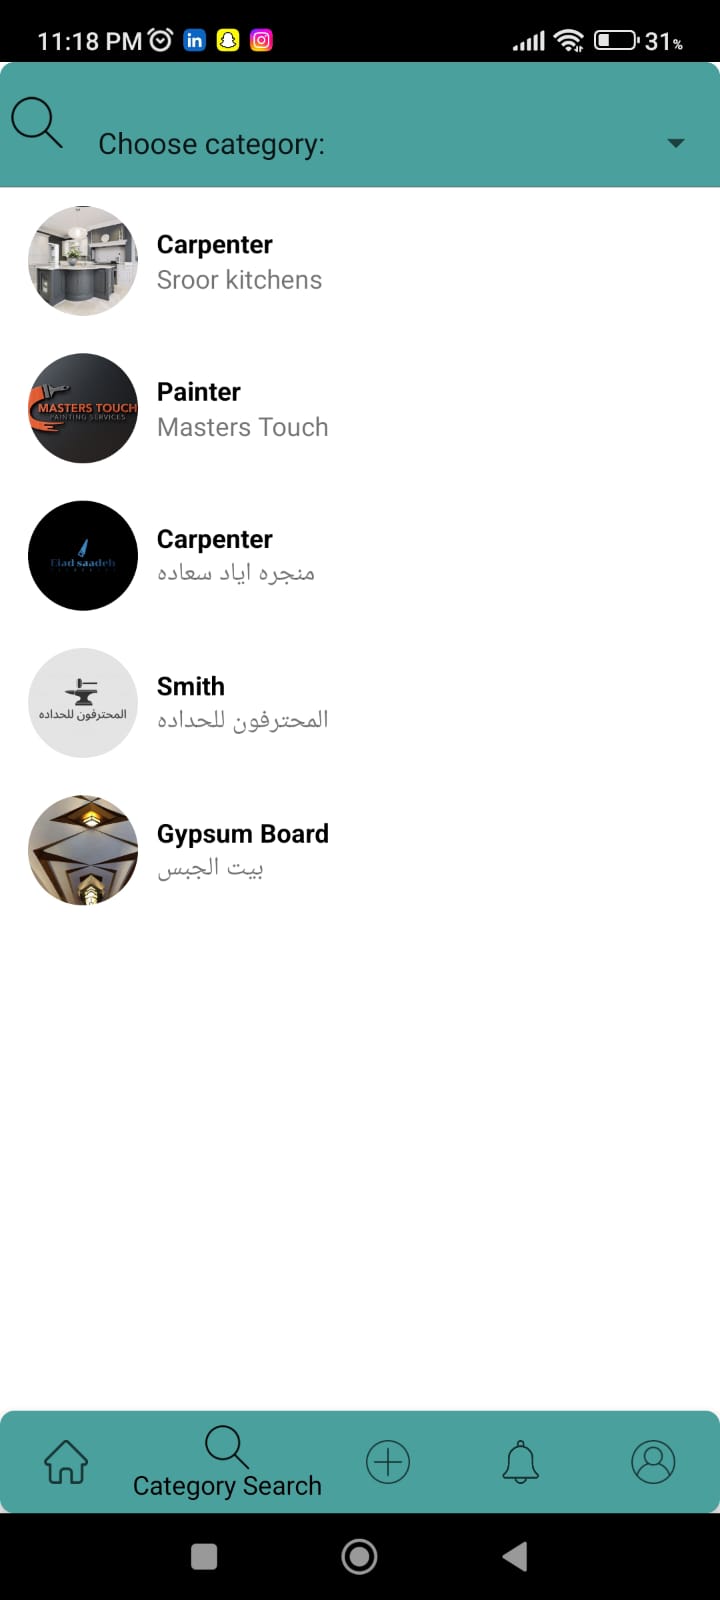 11:18 PM
31%
Choose category:
Carpenter
Sroor kitchens
MASTERS TOUCH
PAINTING SERVICES
Painter
Masters Touch
Eiad saadeh
Carpenter
منجره اياد سعاده
المحترفون للحداده
Smith
المحترفون للحداده
Gypsum Board
بيت الجبس
Category Search